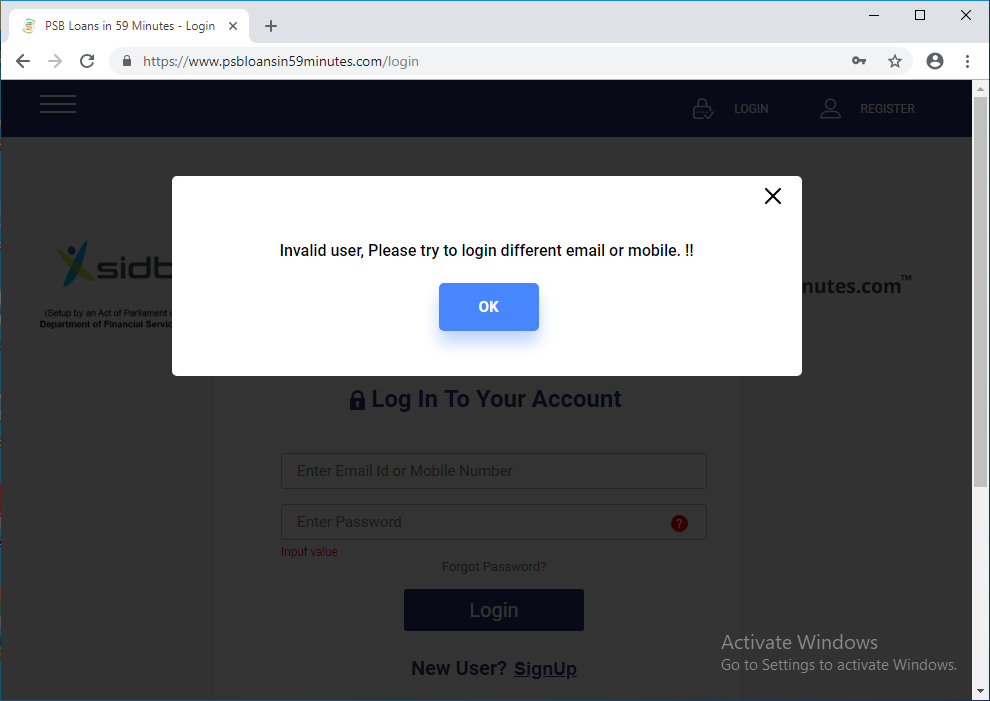 PSB Loans in 59 Minutes - Login
https://www.psbloansin59minutes.com/login
LOGIN
REGISTER
Invalid user, Please try to login different email or mobile. !!
OK
sidb
(Setup by an Act of Parliament
Department of Financial Servic
nutes.com™
Log In To Your Account
Enter Email Id or Mobile Number
Enter Password
?
Input value
Forgot Password?
Login
New User? SignUp
Activate Windows
Go to Settings to activate Windows.